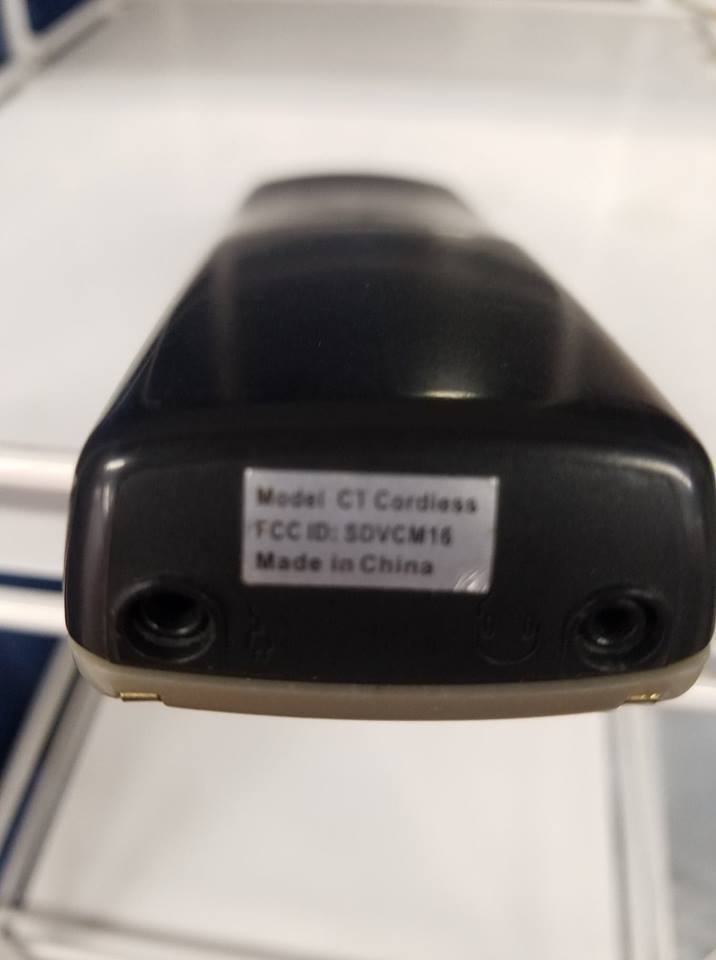 Model C1 Cordless
FCC ID: SDVCM16
Made in China